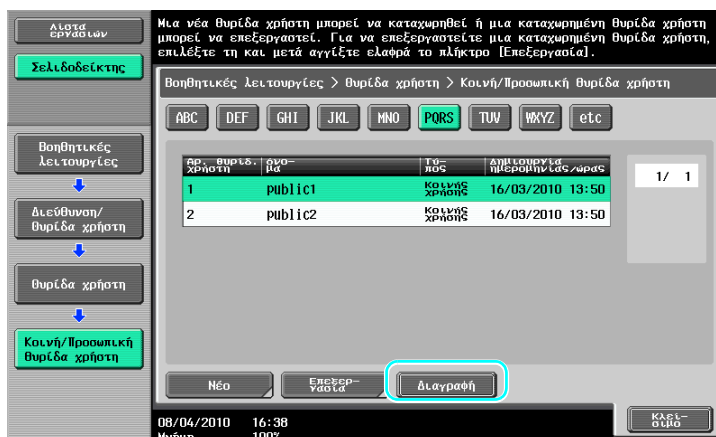 Λίστα
εργασιών
Σελιδοδείκτης
Βοηθητικές
λειτουργίες
Διεύθυνση/
θυρίδα χρήστη
θυρίδα χρήστη
Κοινή/Προσωπική
θυρίδα χρήστη
Μια νέα θυρίδα χρήστη μπορεί να καταχωρηθεί ή μια καταχωρημένη θυρίδα χρήστη
μπορεί να επεξεργαστεί. Για να επεξεργαστείτε μια καταχωρημένη θυρίδα χρήστη,
επιλέξτε τη και μετά αγγίξτε ελαφρά το πλήκτρο [Επεξεργασία].
Βοηθητικές λειτουργίες > θυρίδα χρήστη > Κοινή/Προσωπική θυρίδα χρήστη
ABC DEF GHI JKL MNO PQRS TUV WXYZ etc
Αρ. θυρίδ. χρήστη Όνο-μα Τύ-πος Δημιουργία ημερομηνίας/ώρας
1 public1 Κοινής χρήσης 16/03/2010 13:50
2 public2 Κοινής χρήσης 16/03/2010 13:50
1/ 1
Νέο Επεξερ-γασία Διαγραφή
08/04/2010 16:38
Μνήμη 100%
Κλεί-
σιμο